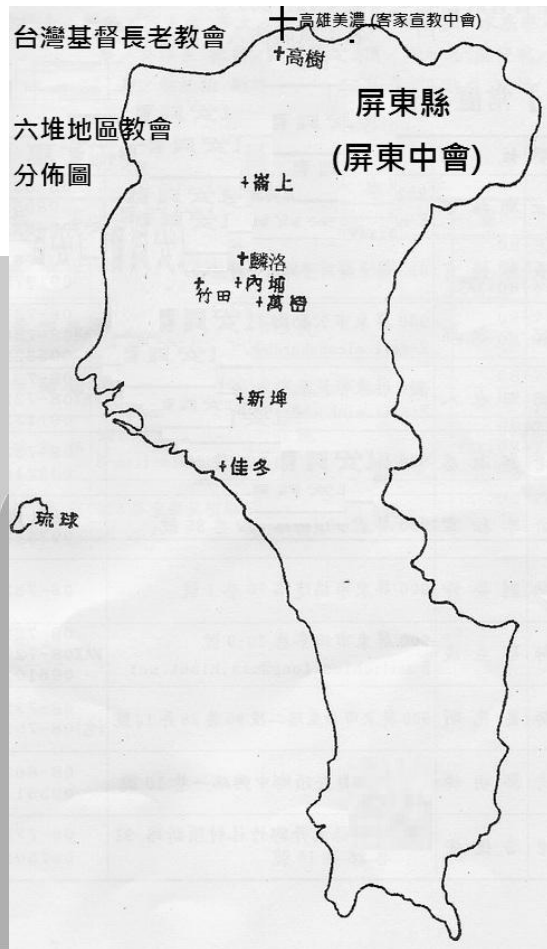 台灣基督長老教會
六堆地區教會
分佈圖
高雄美濃 (客家宣教中會)
高樹
屏東縣
(屏東中會)
崙上
麟洛
內埔
竹田
萬巒
新埤
佳冬
琉球